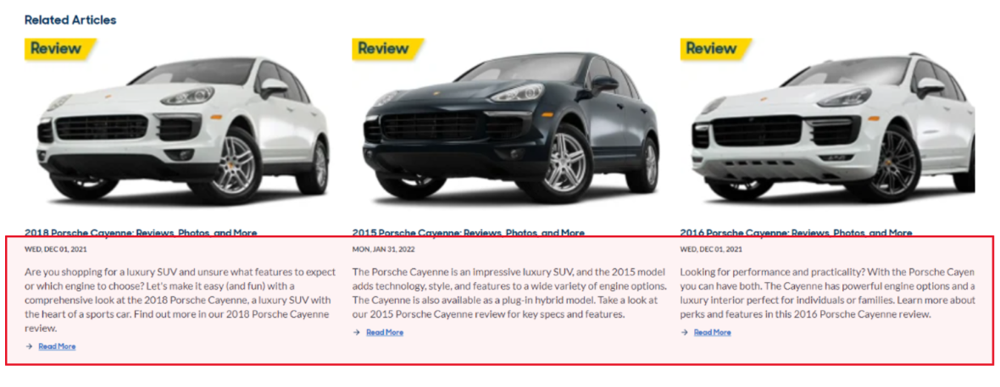 Related Articles
Review
Review
Review
2018 Porsche Cayenne: Reviews, Photos, and More
WED, DEC 01, 2021
Are you shopping for a luxury SUV and unsure what features to expect
or which engine to choose? Let's make it easy (and fun) with a
comprehensive look at the 2018 Porsche Cayenne, a luxury SUV with
the heart of a sports car. Find out more in our 2018 Porsche Cayenne
review.
→ Read More
2015 Porsche Cayenne: Reviews, Photos, and More
MON, JAN 31, 2022
The Porsche Cayenne is an impressive luxury SUV, and the 2015 model
adds technology, style, and features to a wide variety of engine options.
The Cayenne is also available as a plug-in hybrid model. Take a look at
our 2015 Porsche Cayenne review for key specs and features.
→ Read More
2016 Porsche Cayenne: Reviews, Photos, and More
WED, DEC 01, 2021
Looking for performance and practicality? With the Porsche Cayen
you can have both. The Cayenne has powerful engine options and a
luxury interior perfect for individuals or families. Learn more about
perks and features in this 2016 Porsche Cayenne review.
→ Read More